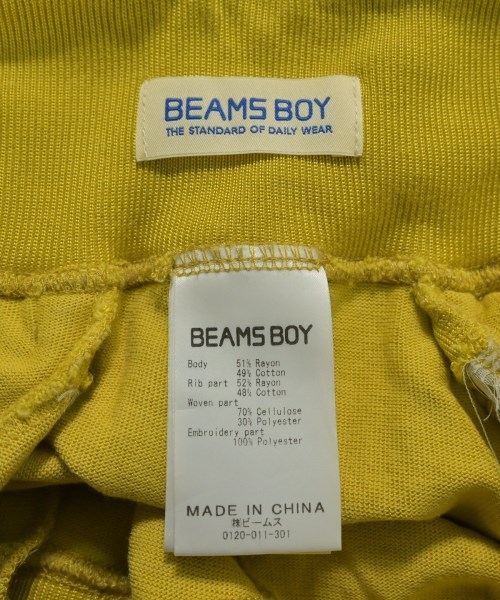 BEAMS BOY
THE STANDARD OF DAILY WEAR
BEAMS BOY
Body 51% Rayon
49% Cotton
Rib part 52% Rayon
48% Cotton
Woven part
70% Cellulose
30% Polyester
Embroidery part
100% Polyester
MADE IN CHINA
㈱ビームス
0120-011-301